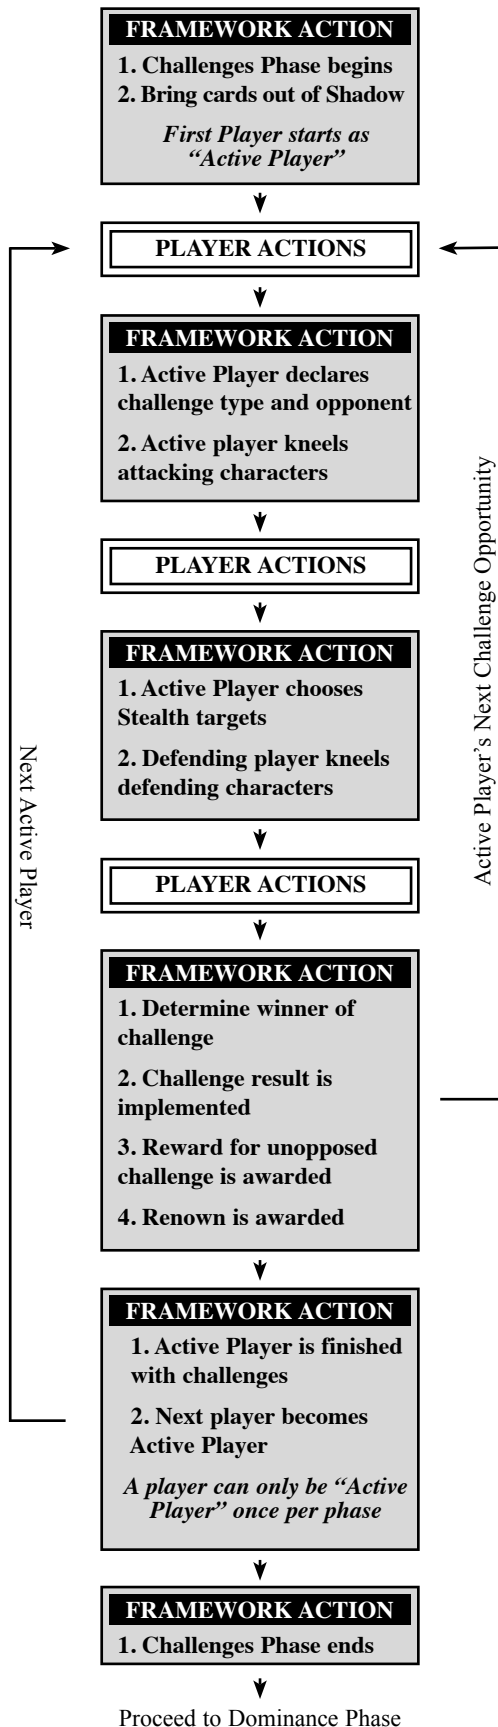 FRAMEWORK ACTION
1. Challenges Phase begins
2. Bring cards out of Shadow
First Player starts as
“Active Player”
PLAYER ACTIONS
FRAMEWORK ACTION
1. Active Player declares
challenge type and opponent
2. Active player kneels
attacking characters
PLAYER ACTIONS
FRAMEWORK ACTION
1. Active Player chooses
Stealth targets
2. Defending player kneels
defending characters
PLAYER ACTIONS
FRAMEWORK ACTION
1. Determine winner of
challenge
2. Challenge result is
implemented
3. Reward for unopposed
challenge is awarded
4. Renown is awarded
FRAMEWORK ACTION
1. Active Player is finished
with challenges
2. Next player becomes
Active Player
A player can only be “Active
Player” once per phase
FRAMEWORK ACTION
1. Challenges Phase ends
Proceed to Dominance Phase
Next Active Player
Active Player’s Next Challenge Opportunity